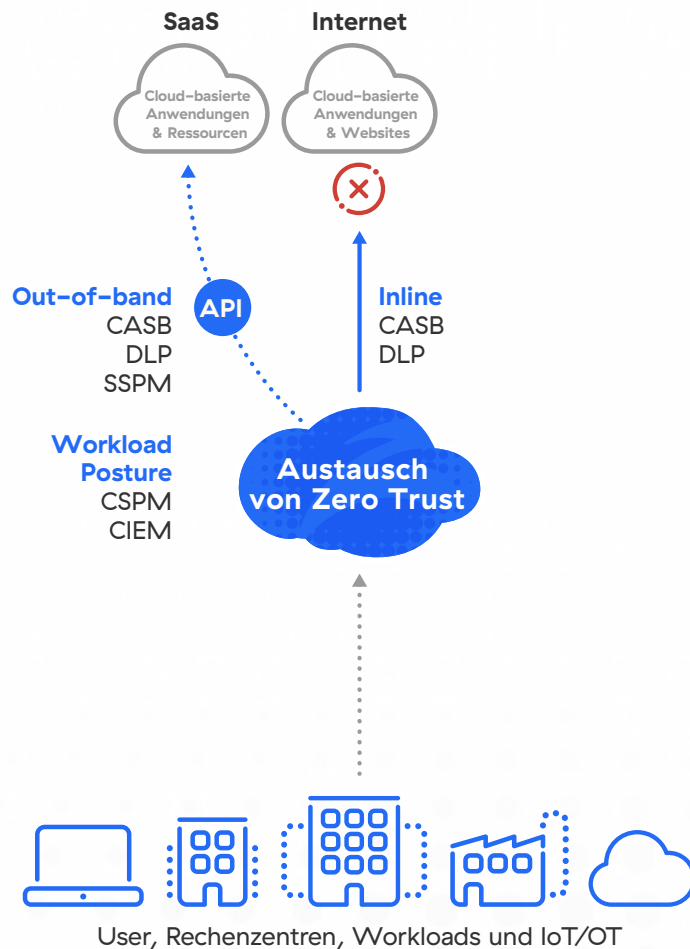 SaaS
Internet
Cloud-basierte
Anwendungen
& Ressourcen
Cloud-basierte
Anwendungen
& Websites
Out-of-band
CASB
DLP
SSPM
API
Inline
CASB
DLP
Workload
Posture
CSPM
CIEM
Austausch
von Zero Trust
User, Rechenzentren, Workloads und IoT/OT